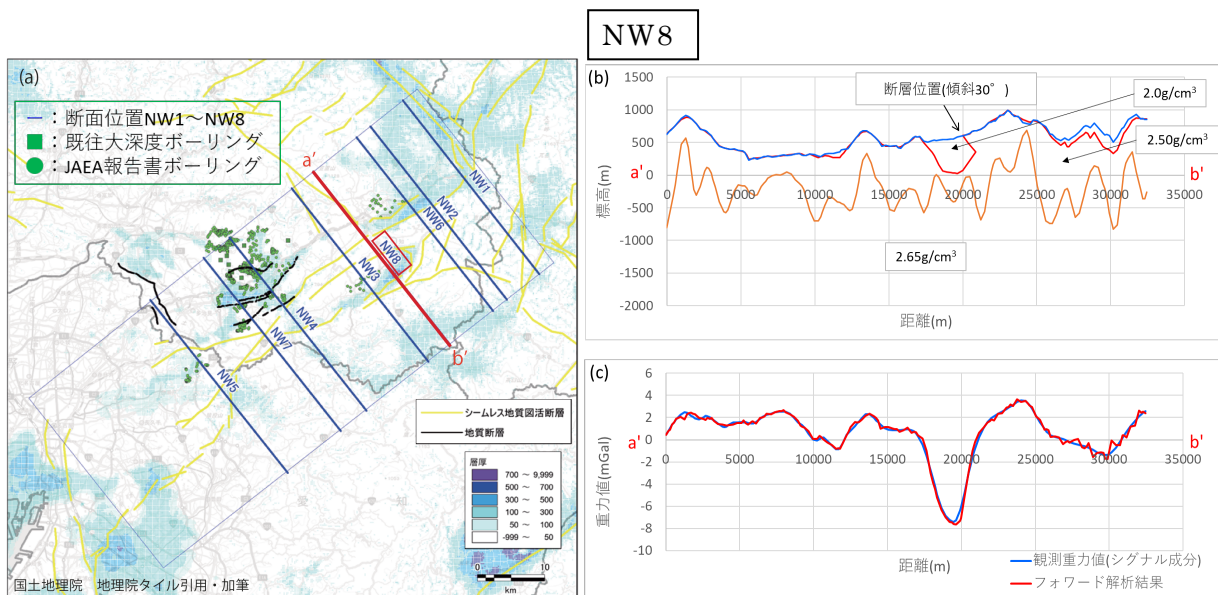 NW8
(a)
：断面位置NW1～NW8
：既往大深度ボーリング
：JAEA報告書ボーリング
a'
NW1
NW2
NW6
NW8
NW3
NW4
NW7
NW5
b'
シームレス地質図活断層
地質断層
層厚
700 ～ 9,999
500 ～ 700
300 ～ 500
100 ～ 300
50 ～ 100
-999 ～ 50
0 10
km
国土地理院　地理院タイル引用・加筆
(b)
断層位置(傾斜30°)
2.0g/cm³
2.50g/cm³
2.65g/cm³
標高(m)
1500
1000
500
0
-500
-1000
-1500
-2000
a'
b'
0 5000 10000 15000 20000 25000 30000 35000
距離(m)
(c)
重力値(mGal)
6
4
2
0
-2
-4
-6
-8
-10
a'
b'
0 5000 10000 15000 20000 25000 30000 35000
距離(m)
観測重力値(シグナル成分)
フォワード解析結果